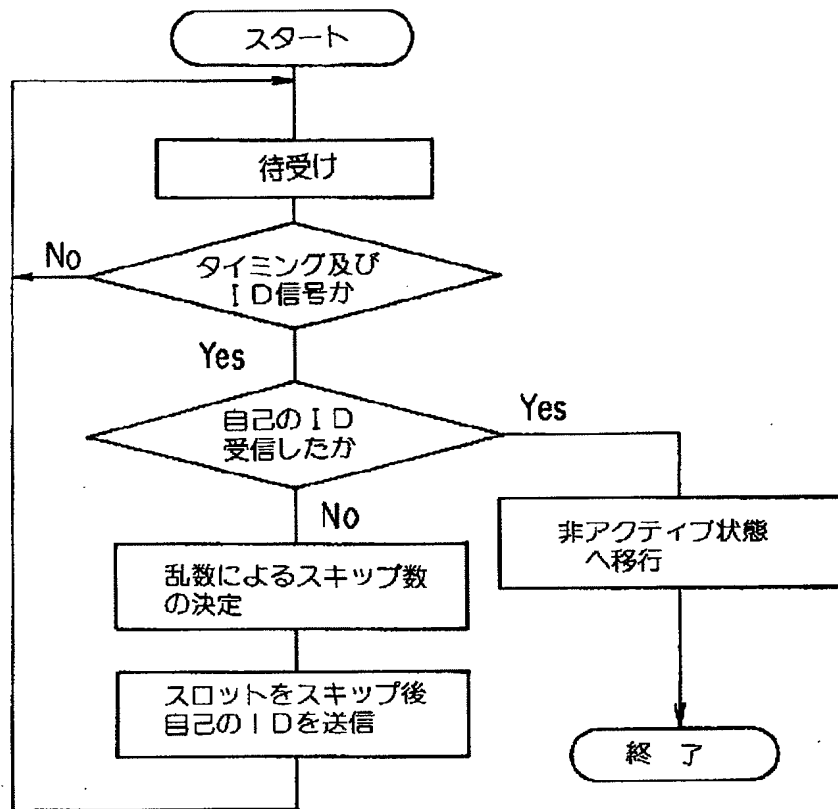 スタート
待受け
No
タイミング及び
ID信号か
Yes
自己のID
受信したか
Yes
No
非アクティブ状態
へ移行
乱数によるスキップ数
の決定
スロットをスキップ後
自己のIDを送信
終 了